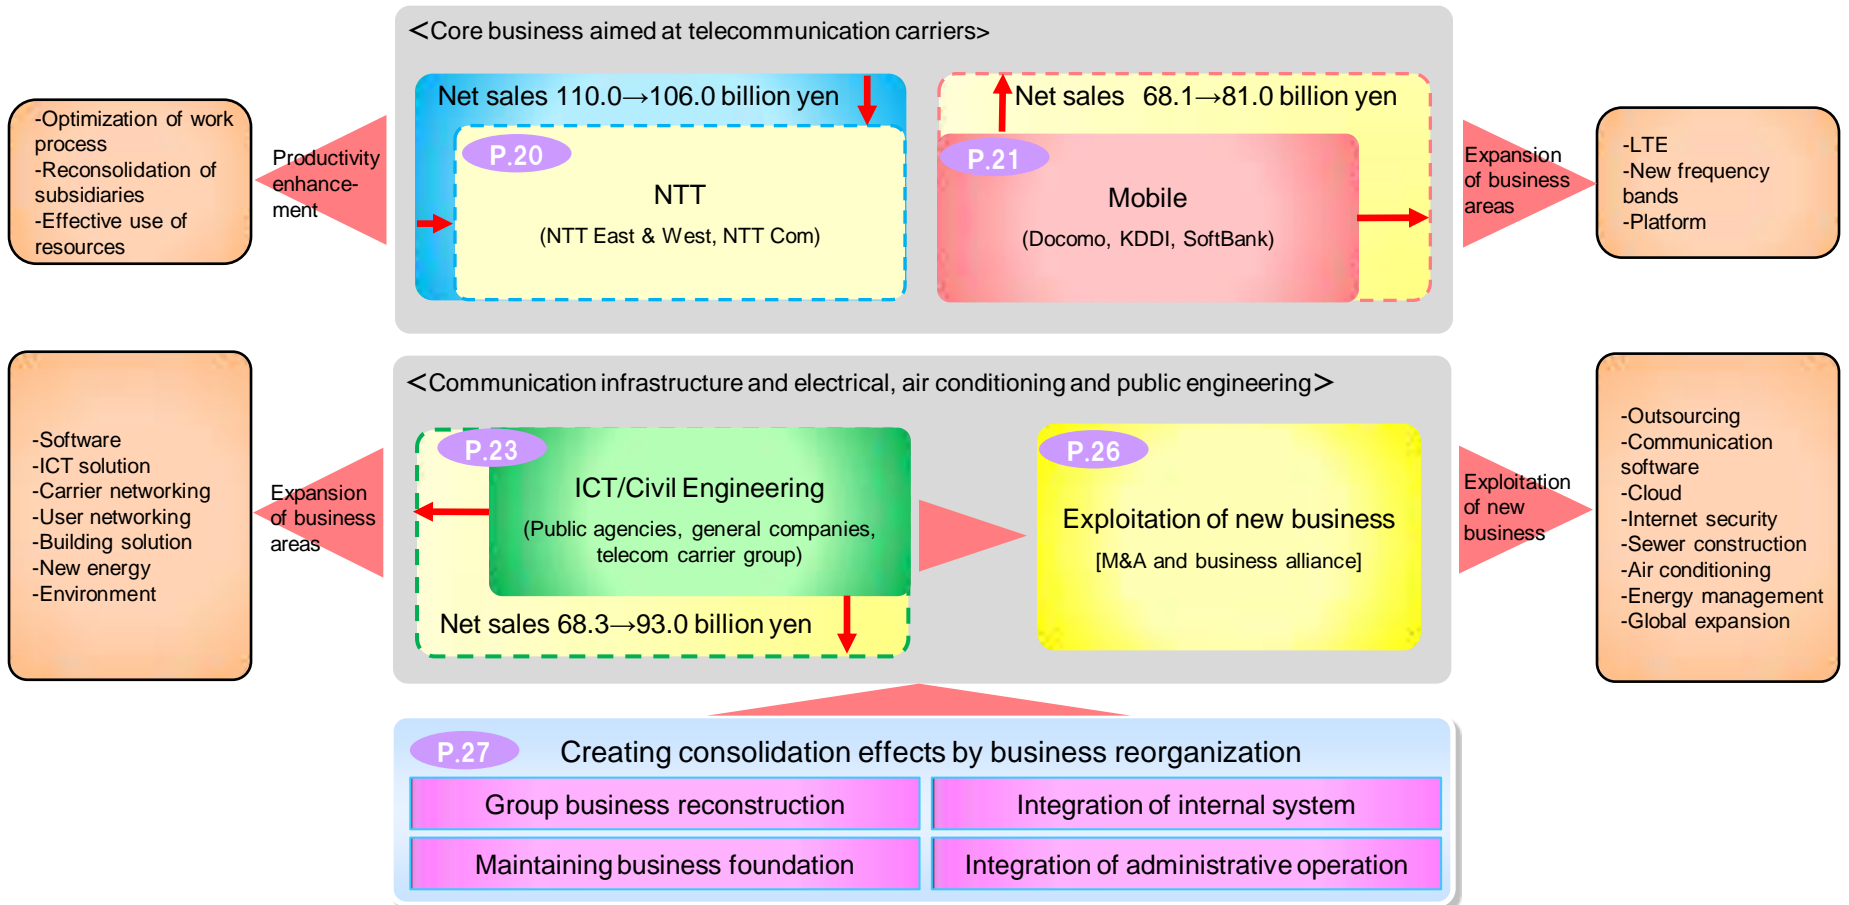 <Core business aimed at telecommunication carriers>
Net sales 110.0→106.0 billion yen
P.20
NTT
(NTT East & West, NTT Com)
Net sales 68.1→81.0 billion yen
P.21
Mobile
(Docomo, KDDI, SoftBank)
-Optimization of work
process
-Reconsolidation of
subsidiaries
-Effective use of
resources
Productivity
enhance-
ment
Expansion
of business
areas
-LTE
-New frequency
bands
-Platform
<Communication infrastructure and electrical, air conditioning and public engineering>
P.23
ICT/Civil Engineering
(Public agencies, general companies,
telecom carrier group)
Net sales 68.3→93.0 billion yen
P.26
Exploitation of new business
[M&A and business alliance]
-Software
-ICT solution
-Carrier networking
-User networking
-Building solution
-New energy
-Environment
Expansion
of business
areas
Exploitation
of new
business
-Outsourcing
-Communication
software
-Cloud
-Internet security
-Sewer construction
-Air conditioning
-Energy management
-Global expansion
P.27
Creating consolidation effects by business reorganization
Group business reconstruction
Integration of internal system
Maintaining business foundation
Integration of administrative operation